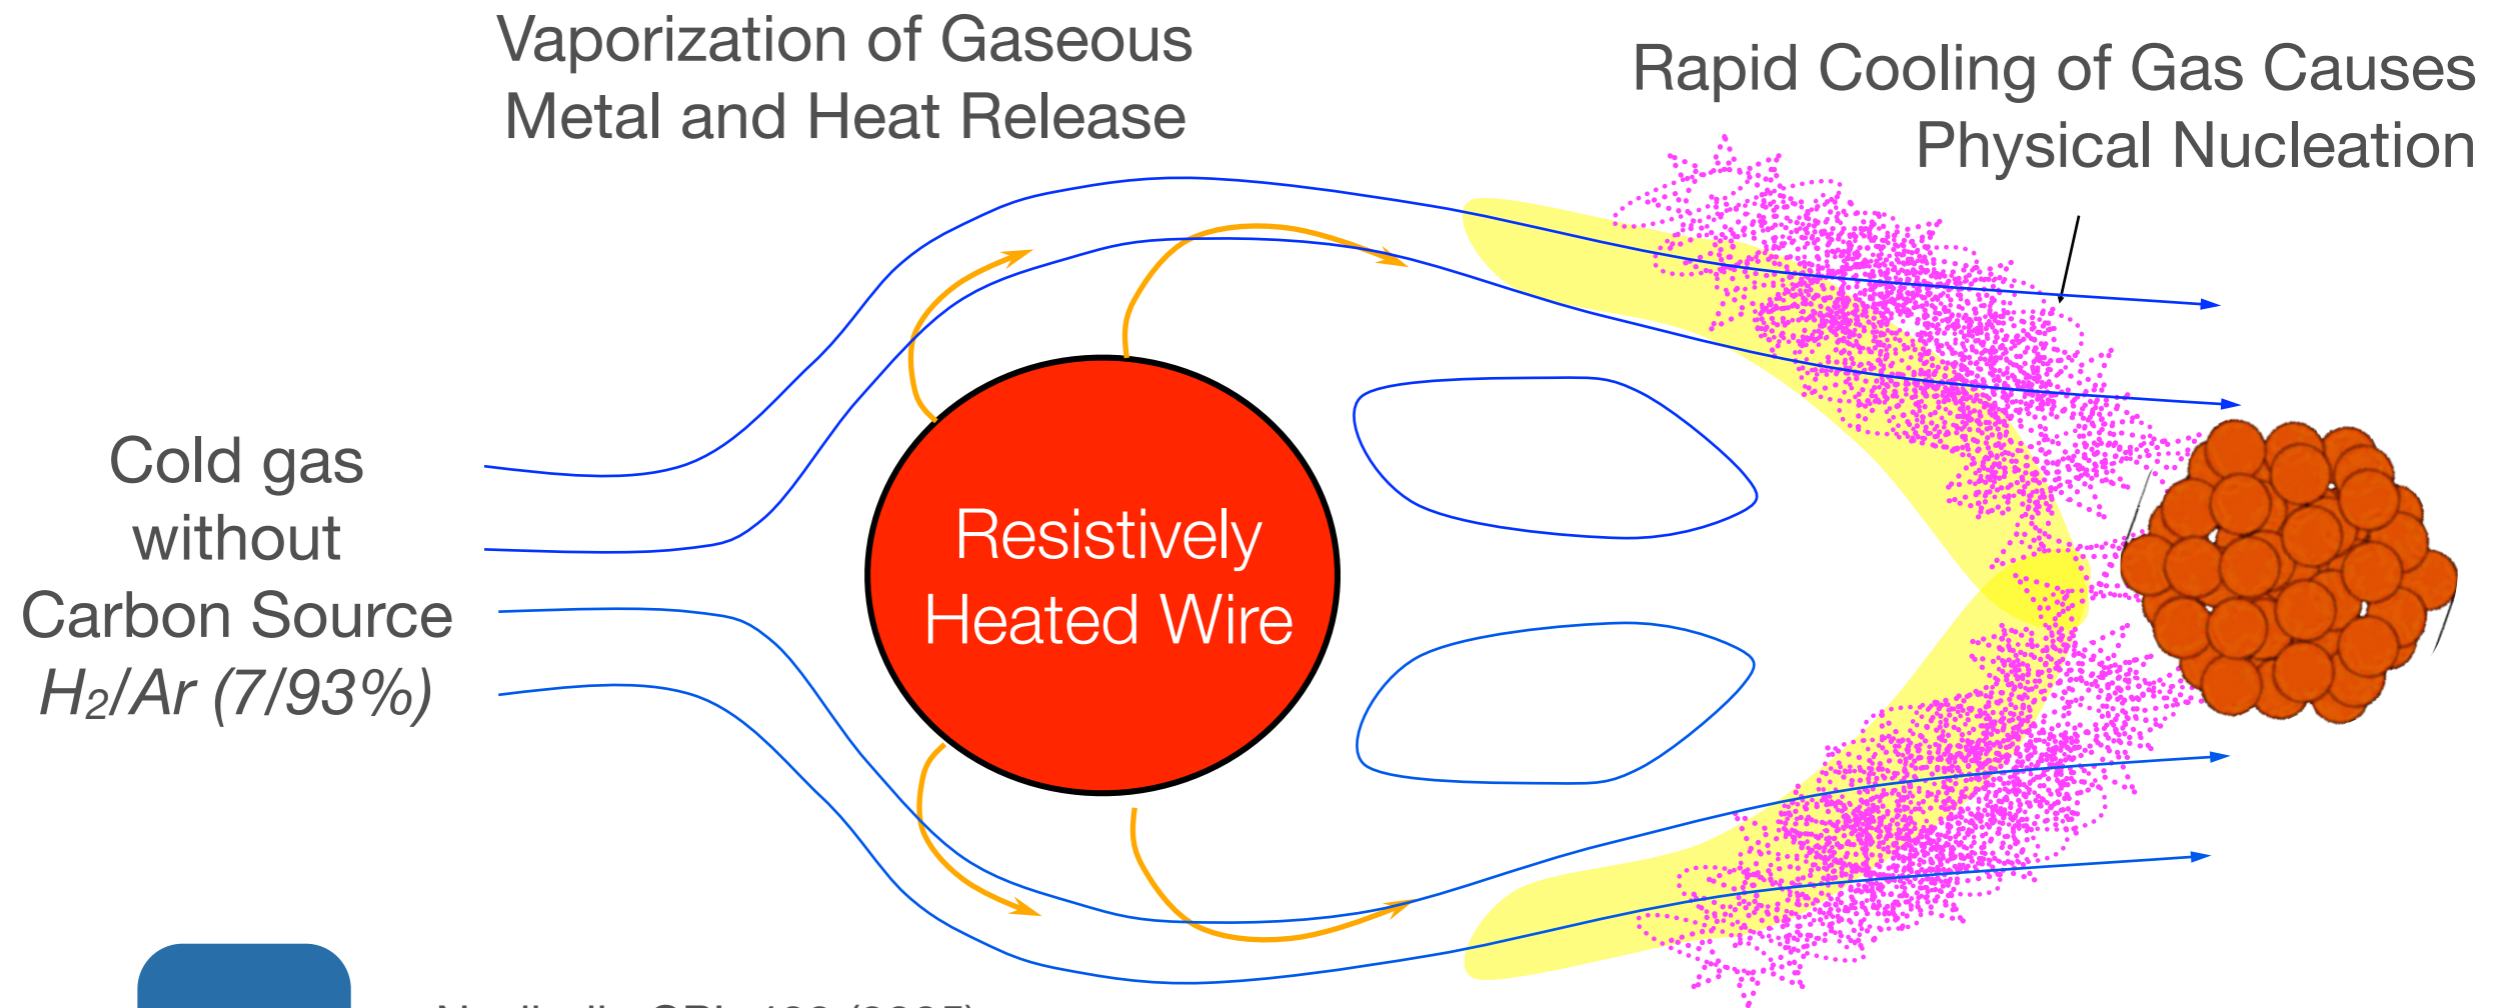 Vaporization of Gaseous
Metal and Heat Release
Rapid Cooling of Gas Causes
Physical Nucleation
Cold gas
without
Carbon Source
H₂/Ar (7/93%)
Resistively
Heated Wire